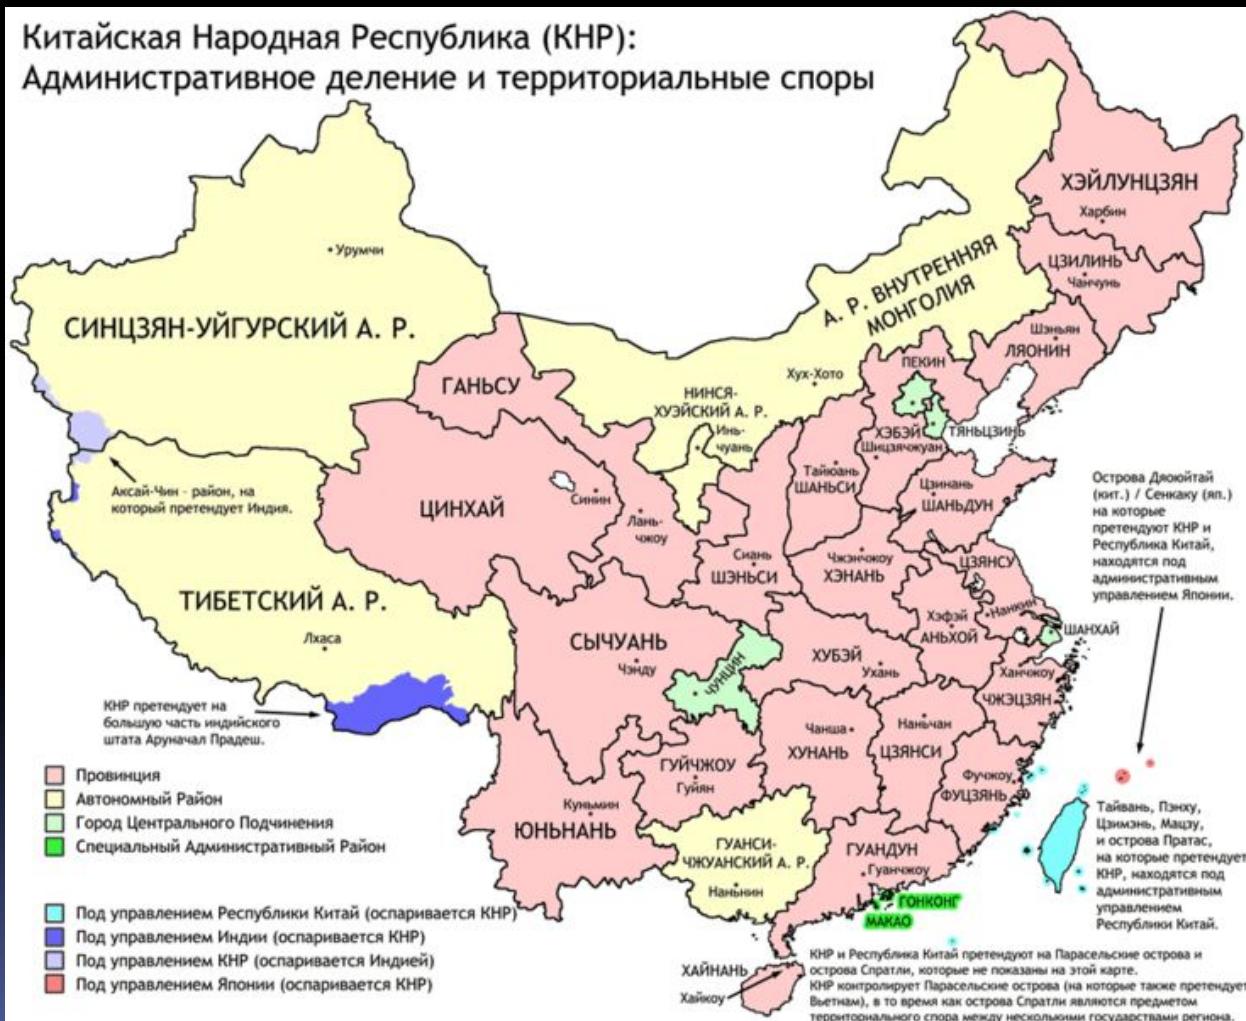 Китайская Народная Республика (КНР):
Административное деление и территориальные споры
ХЭЙЛУНЦЗЯН
Харбин
ЦЗИЛИНЬ
Чанчунь
Урумчи
А. Р. ВНУТРЕННЯЯ
МОНГОЛИЯ
СИНЦЗЯН-УЙГУРСКИЙ А. Р.
Шэньян
ЛЯОНИН
ПЕКИН
Хух-Хото
ГАНЬСУ
НИНСЯ-
ХУЭЙСКИЙ А. Р.
Инь-
чуань
ХЭБЭЙ
ТЯНЬЦЗИНЬ
Шицзячжуан
Тайюань
ШАНЬСИ
Цзинань
ШАНЬДУН
Аксай-Чин - район, на
который претендует Индия.
ЦИНХАЙ
Синин
Лань-
чжоу
Острова Дяоюйтай
(кит.) / Сенкаку (яп.)
на которые
претендуют КНР и
Республика Китай,
находятся под
административным
управлением Японии.
Сиань
ШЭНЬСИ
Чжэнчжоу
ХЭНАНЬ
ЦЗЯНСУ
Нанкин
ТИБЕТСКИЙ А. Р.
Лхаса
СЫЧУАНЬ
Чэнду
ЧУНЦИН
ХУБЭЙ
Ухань
Хэфэй
АНЬХОЙ
ШАНХАЙ
Ханчжоу
ЧЖЭЦЗЯН
КНР претендует на
большую часть индийского
штата Аруначал Прадеш.
Чанша
ХУНАНЬ
Наньчан
ЦЗЯНСИ
ГУЙЧЖОУ
Гуйян
Фучжоу
ФУЦЗЯНЬ
Куньмин
ЮНЬНАНЬ
ГУАНСИ-
ЧЖУАНСКИЙ А. Р.
Наньнин
ГУАНДУН
Гуанчжоу
ГОНКОНГ
МАКАО
Тайвань, Пэнху,
Цзимэнь, Мацзу,
и острова Пратас,
на которые претендует
КНР, находятся под
административным
управлением
Республики Китай.
Провинция
Автономный Район
Город Центрального Подчинения
Специальный Административный Район
Под управлением Республики Китай (оспаривается КНР)
Под управлением Индии (оспаривается КНР)
Под управлением КНР (оспаривается Индией)
Под управлением Японии (оспаривается КНР)
ХАЙНАНЬ
Хайкоу
КНР и Республика Китай претендуют на Парасельские острова и
острова Спратли, которые не показаны на этой карте.
КНР контролирует Парасельские острова (на которые также претендует
Вьетнам), в то время как острова Спратли являются предметом
территориального спора между несколькими государствами региона.